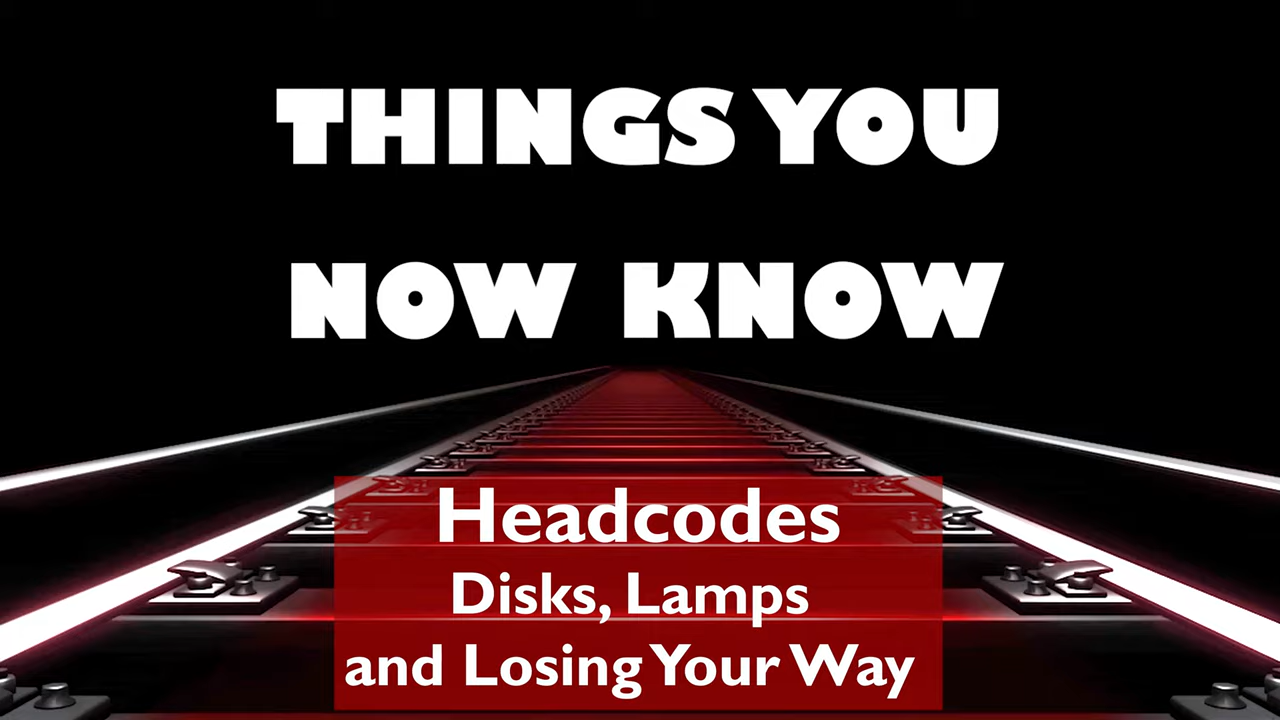 THINGS YOU
NOW KNOW
Headcodes
Disks, Lamps
and Losing Your Way